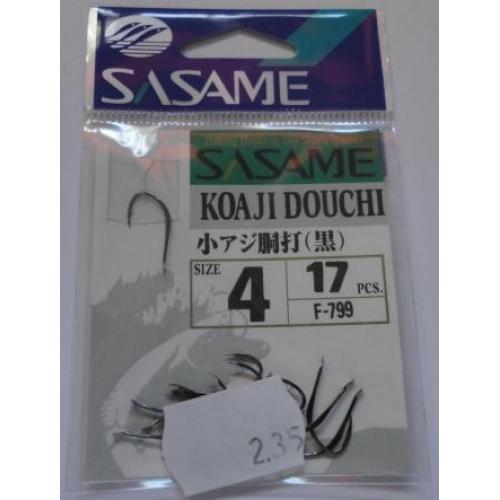 SASAME
SASAME
KOAJI DOUCHI
小アジ胴打(黒)
SIZE 4 17 PCS.
F-799
2.35